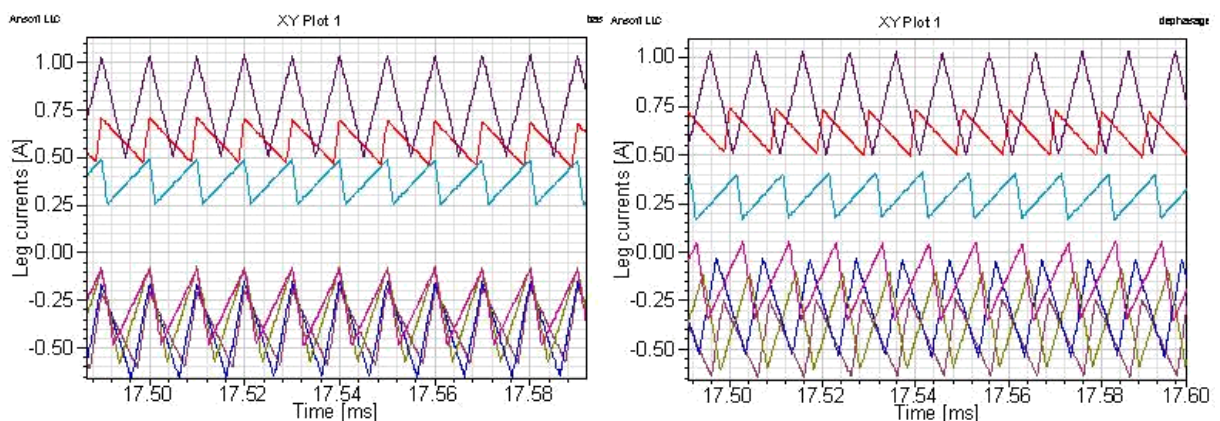 Ansoft LLC XY Plot 1 bas
Leg currents [A]
1.00
0.75
0.50
0.25
0.00
-0.25
-0.50
17.50 17.52 17.54 17.56 17.58
Time [ms]
Ansoft LLC XY Plot 1 dephasage
Leg currents [A]
1.00
0.75
0.50
0.25
0.00
-0.25
-0.50
17.50 17.52 17.54 17.56 17.58 17.60
Time [ms]